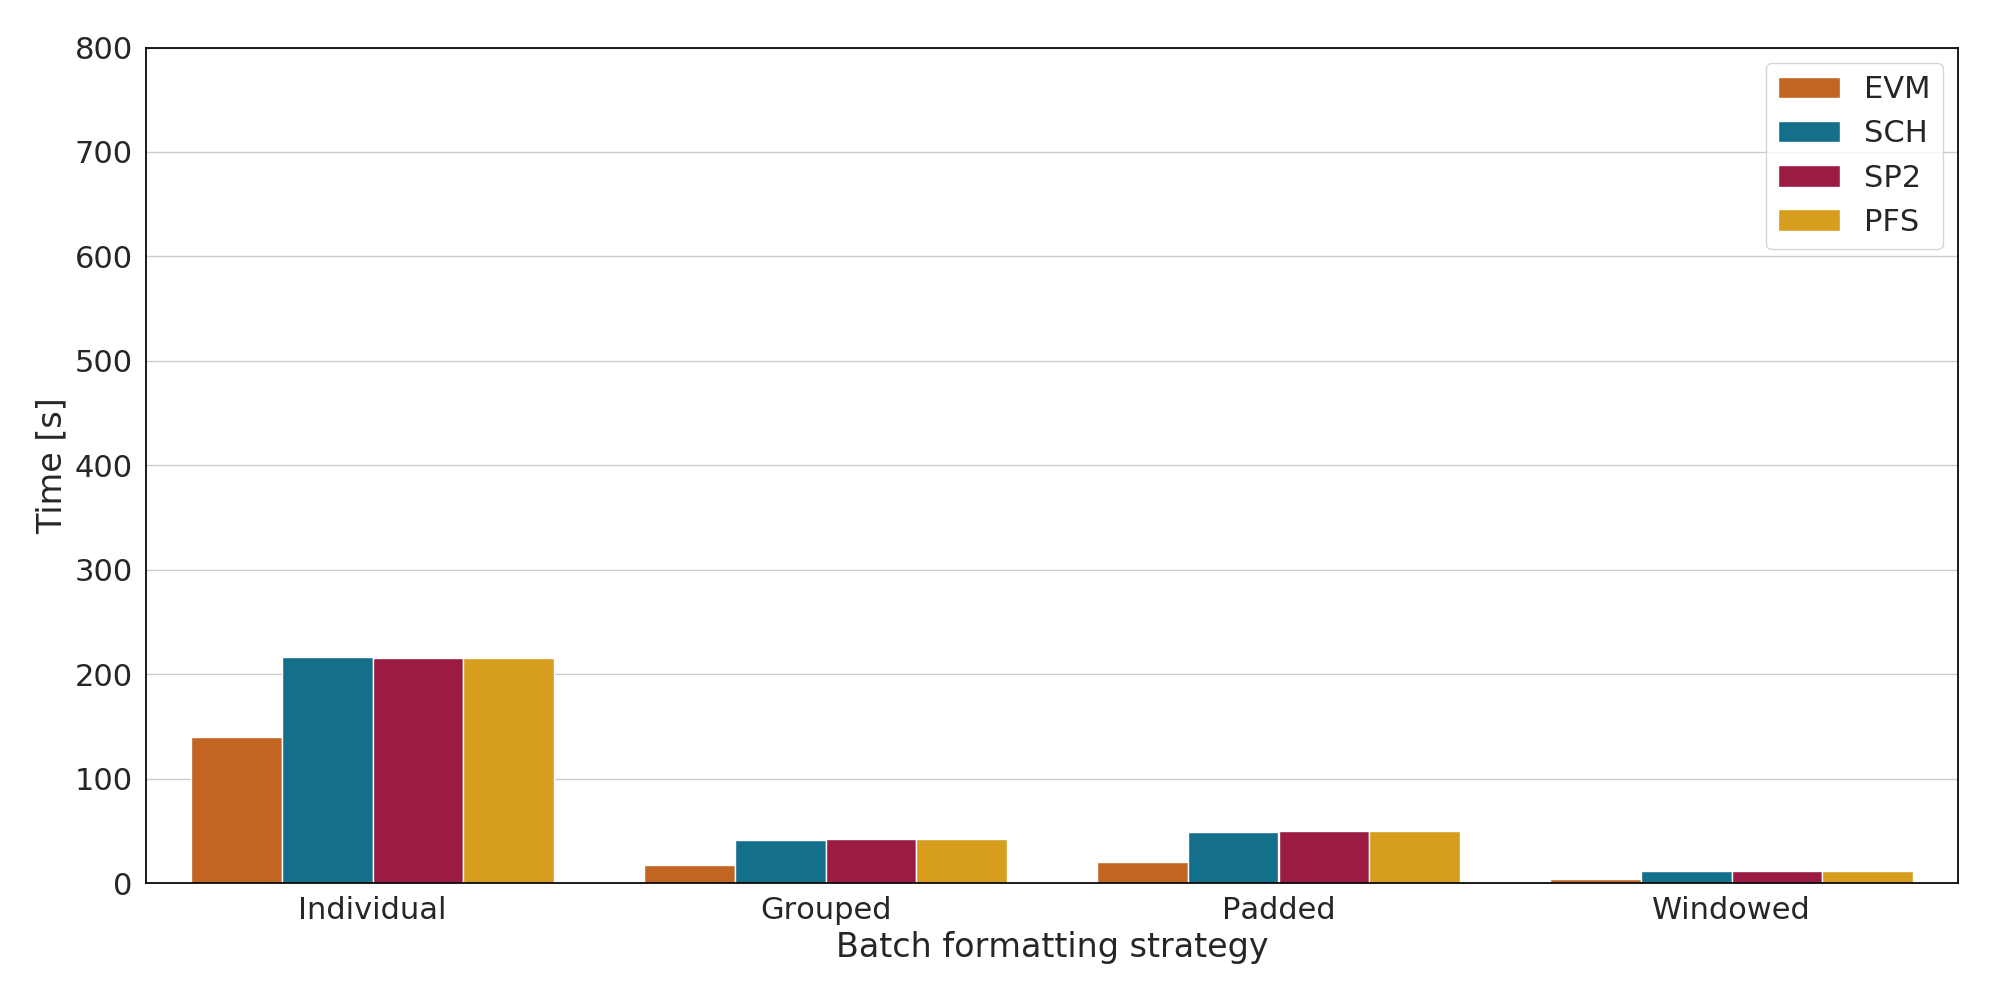 800
700
600
500
400
300
200
100
0
Time [s]
EVM
SCH
SP2
PFS
Individual
Grouped
Padded
Windowed
Batch formatting strategy